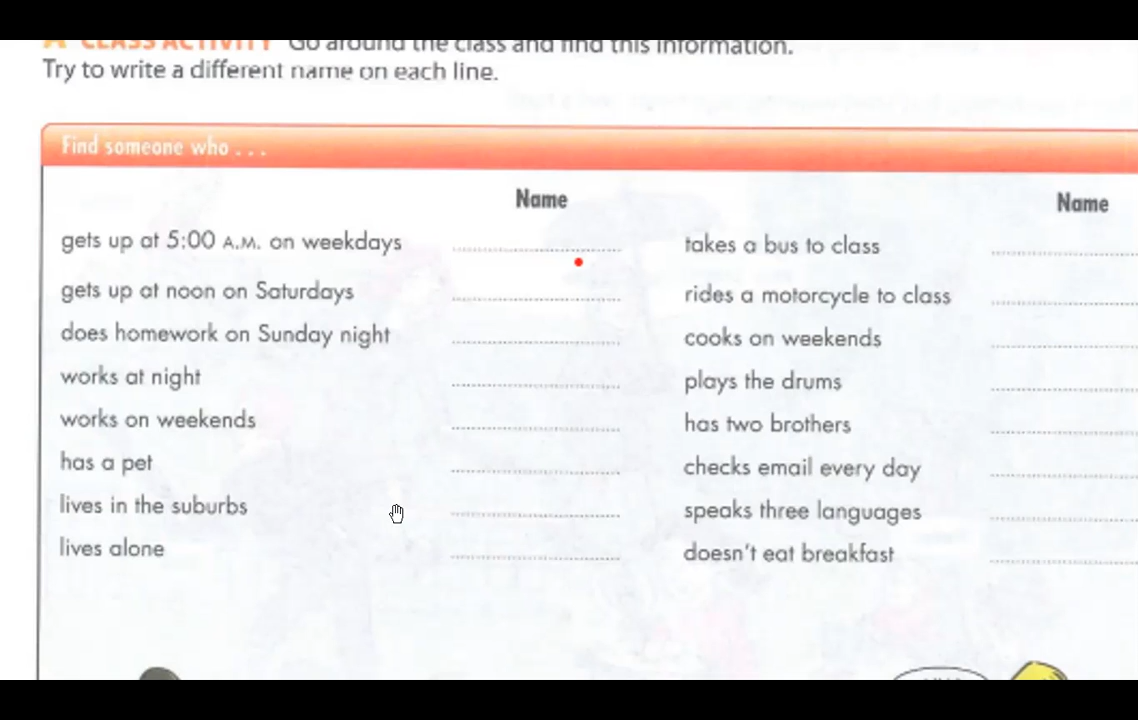 A CLASS ACTIVITY Go around the class and find this information.
Try to write a different name on each line.
Find someone who . . .
Name
gets up at 5:00 A.M. on weekdays
gets up at noon on Saturdays
does homework on Sunday night
works at night
works on weekends
has a pet
lives in the suburbs
lives alone
Name
takes a bus to class
rides a motorcycle to class
cooks on weekends
plays the drums
has two brothers
checks email every day
speaks three languages
doesn't eat breakfast